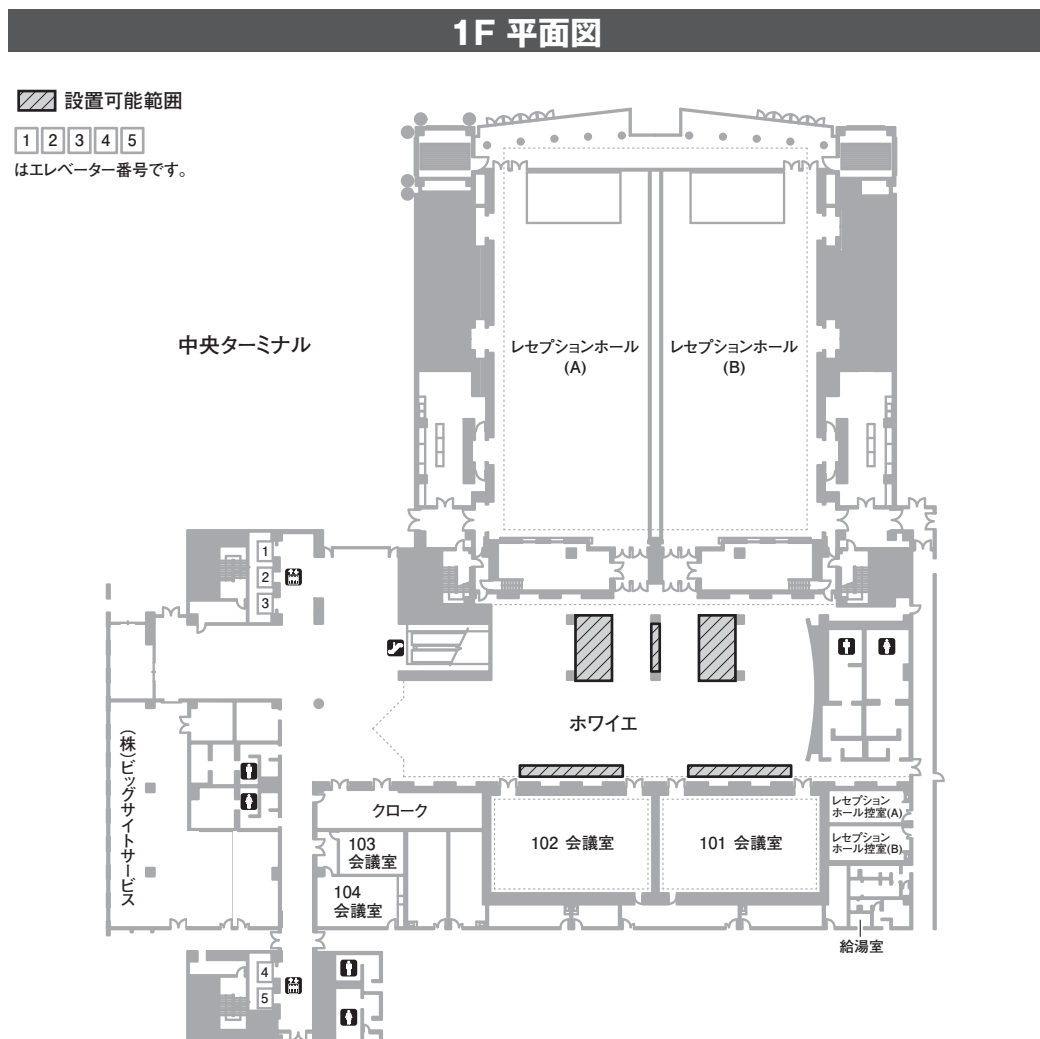 1F 平面図
設置可能範囲
1 2 3 4 5
はエレベーター番号です。
中央ターミナル
レセプションホール
(A)
レセプションホール
(B)
1
2
3
ホワイエ
(株)ビッグサイトサービス
クローク
103
会議室
104
会議室
102 会議室
101 会議室
レセプション
ホール控室(A)
レセプション
ホール控室(B)
給湯室
4
5